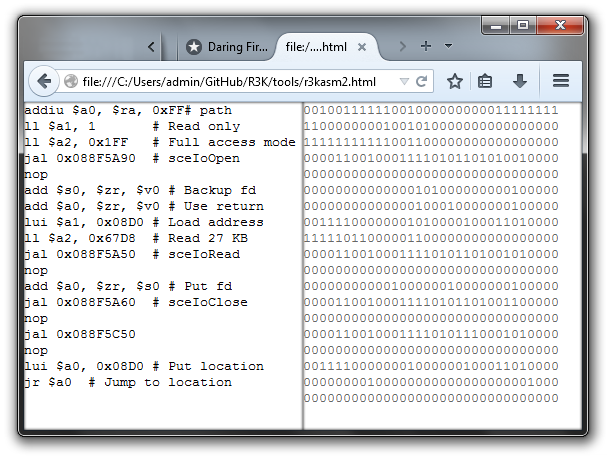 Daring Fir...
file:/....html
file:///C:/Users/admin/GitHub/R3K/tools/r3kasm2.html
addiu $a0, $ra, 0xFF# path
ll $a1, 1 # Read only
ll $a2, 0x1FF # Full access mode
jal 0x088F5A90 # sceIoOpen
nop
add $s0, $zr, $v0 # Backup fd
add $a0, $zr, $v0 # Use return
lui $a1, 0x08D0 # Load address
ll $a2, 0x67D8 # Read 27 KB
jal 0x088F5A50 # sceIoRead
nop
add $a0, $zr, $s0 # Put fd
jal 0x088F5A60 # sceIoClose
nop
jal 0x088F5C50
nop
lui $a0, 0x08D0 # Put location
jr $a0 # Jump to location
00100111111001000000000011111111
11000000001001010000000000000000
11111111111001100000000000000000
00001100100011110101101010010000
00000000000000000000000000000000
00000000000000101000000000100000
00000000000000100010000000100000
00111100000001010000100011010000
11111011000001100000000000000000
00001100100011110101101001010000
00000000000000000000000000000000
00000000000100000010000000100000
00001100100011110101101001100000
00000000000000000000000000000000
00001100100011110101110001010000
00000000000000000000000000000000
00111100000001000000100011010000
00000000100000000000000000001000
00000000000000000000000000000000